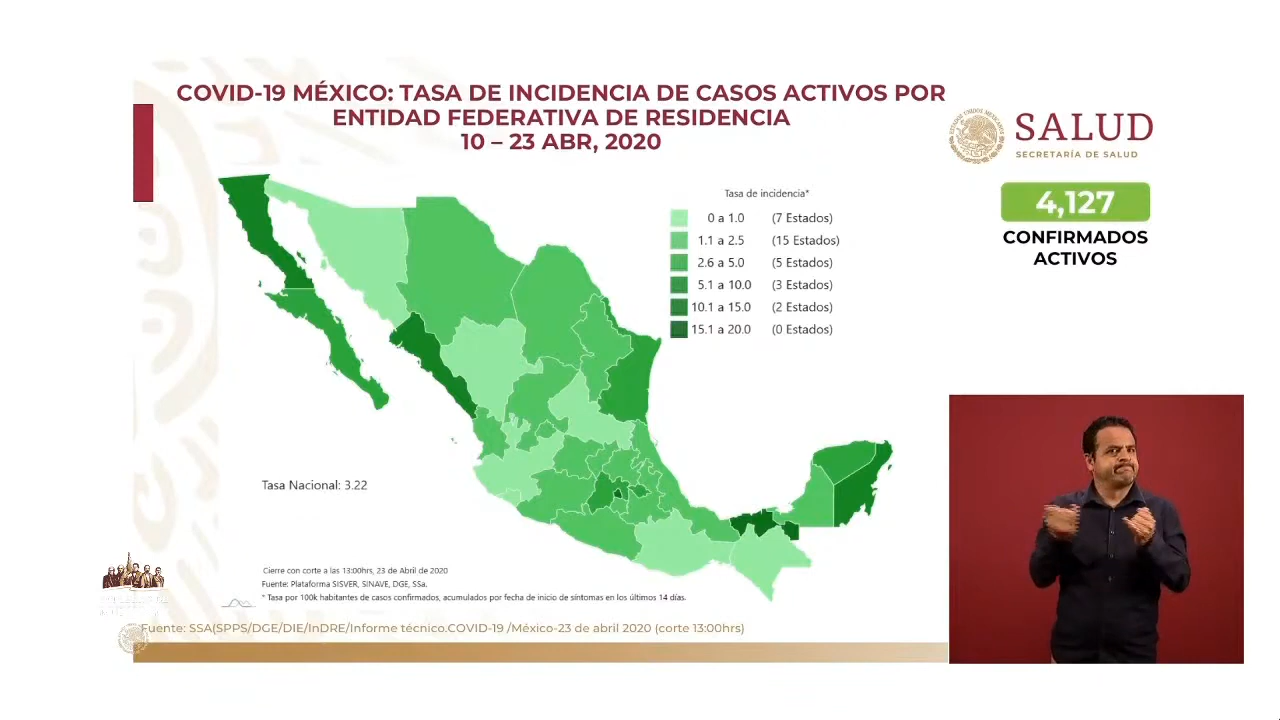 COVID-19 MÉXICO: TASA DE INCIDENCIA DE CASOS ACTIVOS POR
ENTIDAD FEDERATIVA DE RESIDENCIA
10 – 23 ABR, 2020
SALUD
SECRETARÍA DE SALUD
4,127
CONFIRMADOS
ACTIVOS
Tasa de incidencia*
0 a 1.0 (7 Estados)
1.1 a 2.5 (15 Estados)
2.6 a 5.0 (5 Estados)
5.1 a 10.0 (3 Estados)
10.1 a 15.0 (2 Estados)
15.1 a 20.0 (0 Estados)
Tasa Nacional: 3.22
Cierre con corte a las 13:00hrs, 23 de Abril de 2020
Fuente: Plataforma SISVER, SINAVE, DGE, SSa.
* Tasa por 100k habitantes de casos confirmados, acumulados por fecha de inicio de síntomas en los últimos 14 días.
Fuente: SSA(SPPS/DGE/DIE/InDRE/Informe técnico.COVID-19 /México-23 de abril 2020 (corte 13:00hrs)